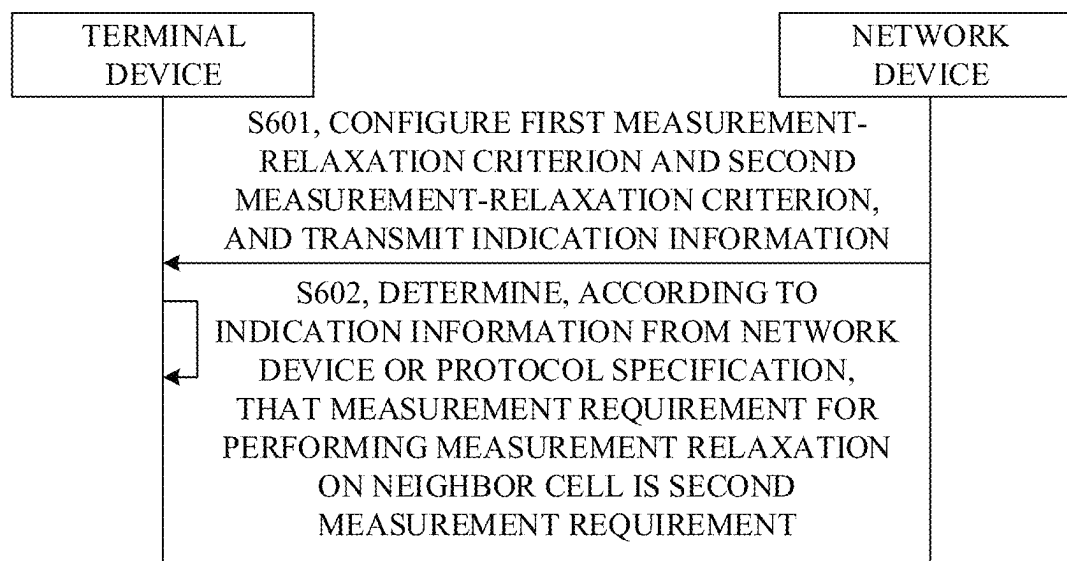 TERMINAL
DEVICE
NETWORK
DEVICE
S601, CONFIGURE FIRST MEASUREMENT-
RELAXATION CRITERION AND SECOND
MEASUREMENT-RELAXATION CRITERION,
AND TRANSMIT INDICATION INFORMATION
S602, DETERMINE, ACCORDING TO
INDICATION INFORMATION FROM NETWORK
DEVICE OR PROTOCOL SPECIFICATION,
THAT MEASUREMENT REQUIREMENT FOR
PERFORMING MEASUREMENT RELAXATION
ON NEIGHBOR CELL IS SECOND
MEASUREMENT REQUIREMENT